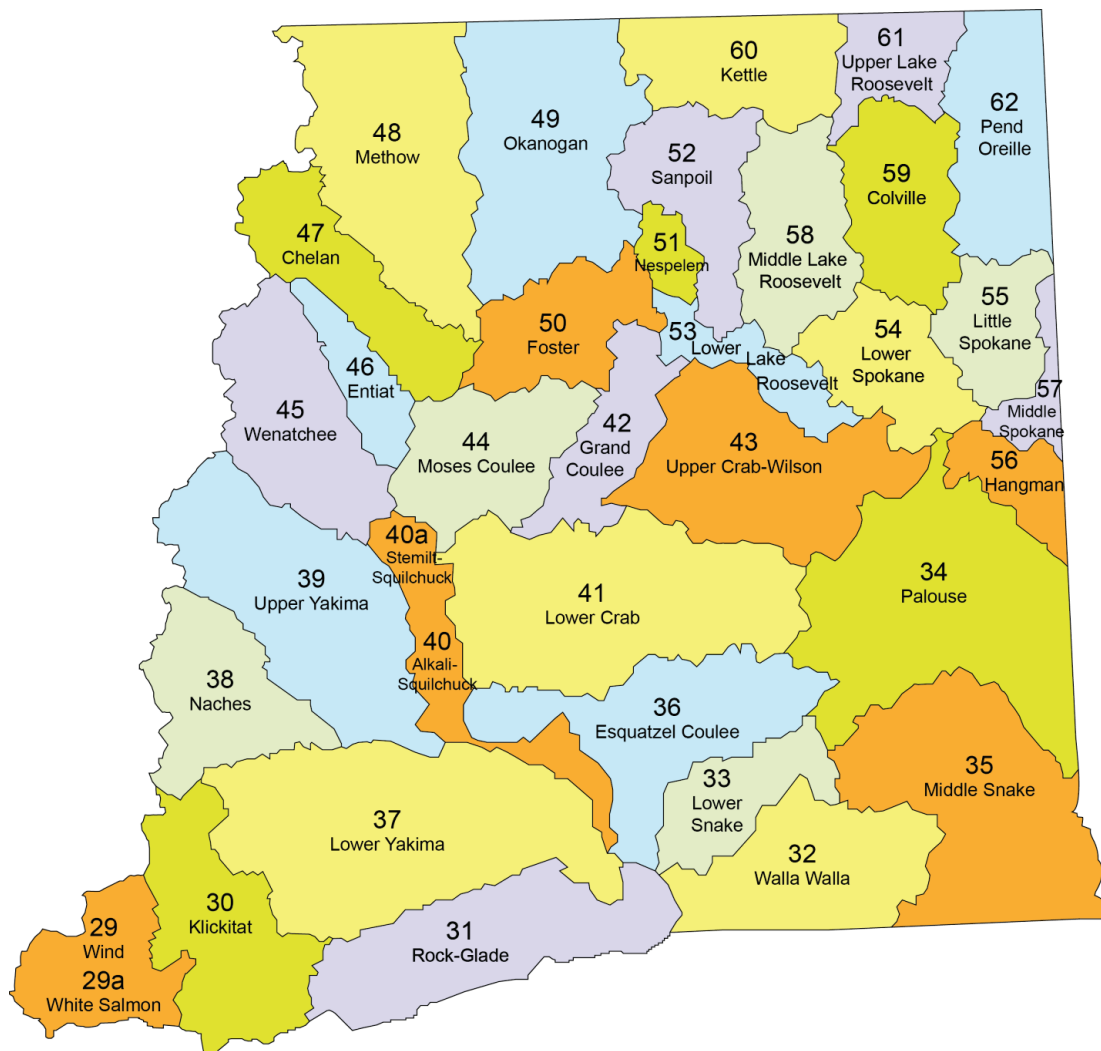 61
Upper Lake
Roosevelt
60
Kettle
62
Pend
Oreille
49
Okanogan
48
Methow
52
Sanpoil
59
Colville
47
Chelan
51
Nespelem
58
Middle Lake
Roosevelt
55
Little
Spokane
50
Foster
53
Lower Lake
Roosevelt
54
Lower
Spokane
46
Entiat
57
Middle
Spokane
45
Wenatchee
44
Moses Coulee
42
Grand
Coulee
43
Upper Crab-Wilson
56
Hangman
40a
Stemilt-
Squilchuck
39
Upper Yakima
41
Lower Crab
34
Palouse
40
Alkali-
Squilchuck
38
Naches
36
Esquatzel Coulee
35
Middle Snake
33
Lower
Snake
37
Lower Yakima
32
Walla Walla
30
Klickitat
31
Rock-Glade
29
Wind
29a
White Salmon